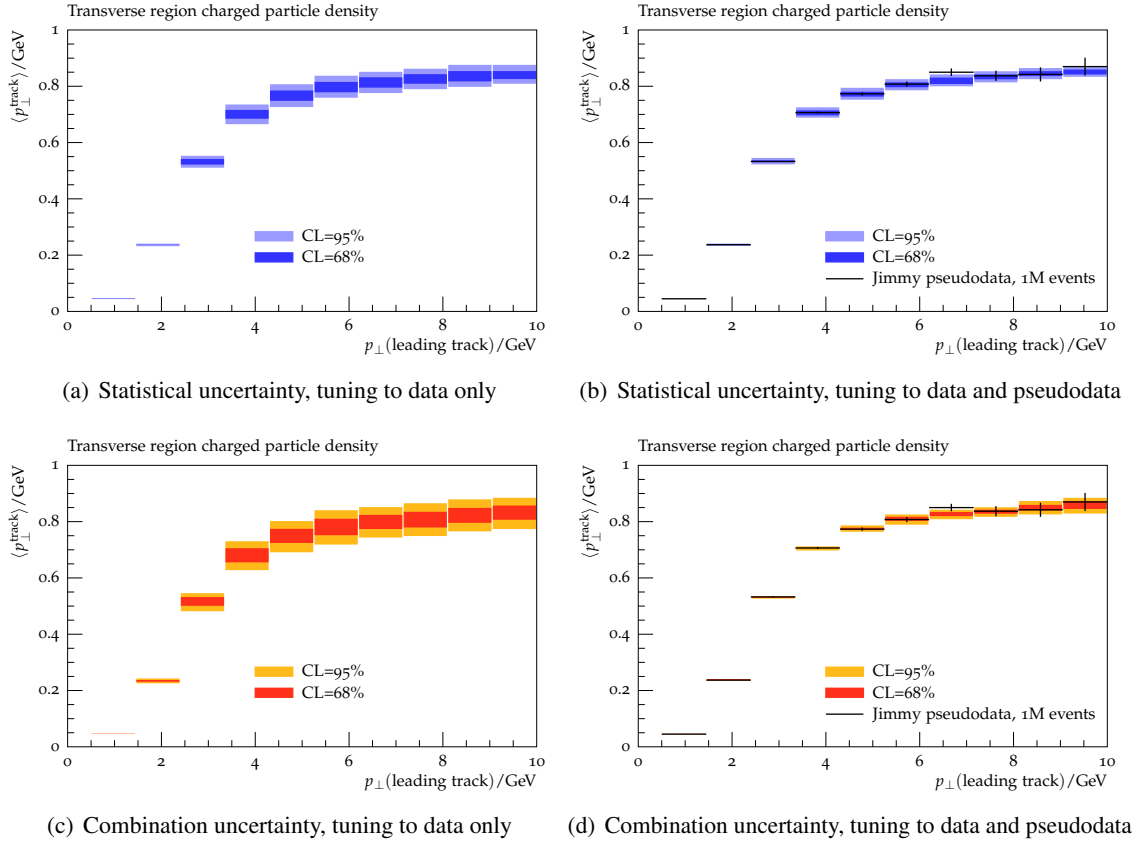 Transverse region charged particle density
⟨p⊥^track⟩/GeV
1
0.8
0.6
0.4
0.2
0
CL=95%
CL=68%
0 2 4 6 8 10
p⊥(leading track)/GeV
(a) Statistical uncertainty, tuning to data only
Transverse region charged particle density
⟨p⊥^track⟩/GeV
1
0.8
0.6
0.4
0.2
0
CL=95%
CL=68%
Jimmy pseudodata, 1M events
0 2 4 6 8 10
p⊥(leading track)/GeV
(b) Statistical uncertainty, tuning to data and pseudodata
Transverse region charged particle density
⟨p⊥^track⟩/GeV
1
0.8
0.6
0.4
0.2
0
CL=95%
CL=68%
0 2 4 6 8 10
p⊥(leading track)/GeV
(c) Combination uncertainty, tuning to data only
Transverse region charged particle density
⟨p⊥^track⟩/GeV
1
0.8
0.6
0.4
0.2
0
CL=95%
CL=68%
Jimmy pseudodata, 1M events
0 2 4 6 8 10
p⊥(leading track)/GeV
(d) Combination uncertainty, tuning to data and pseudodata